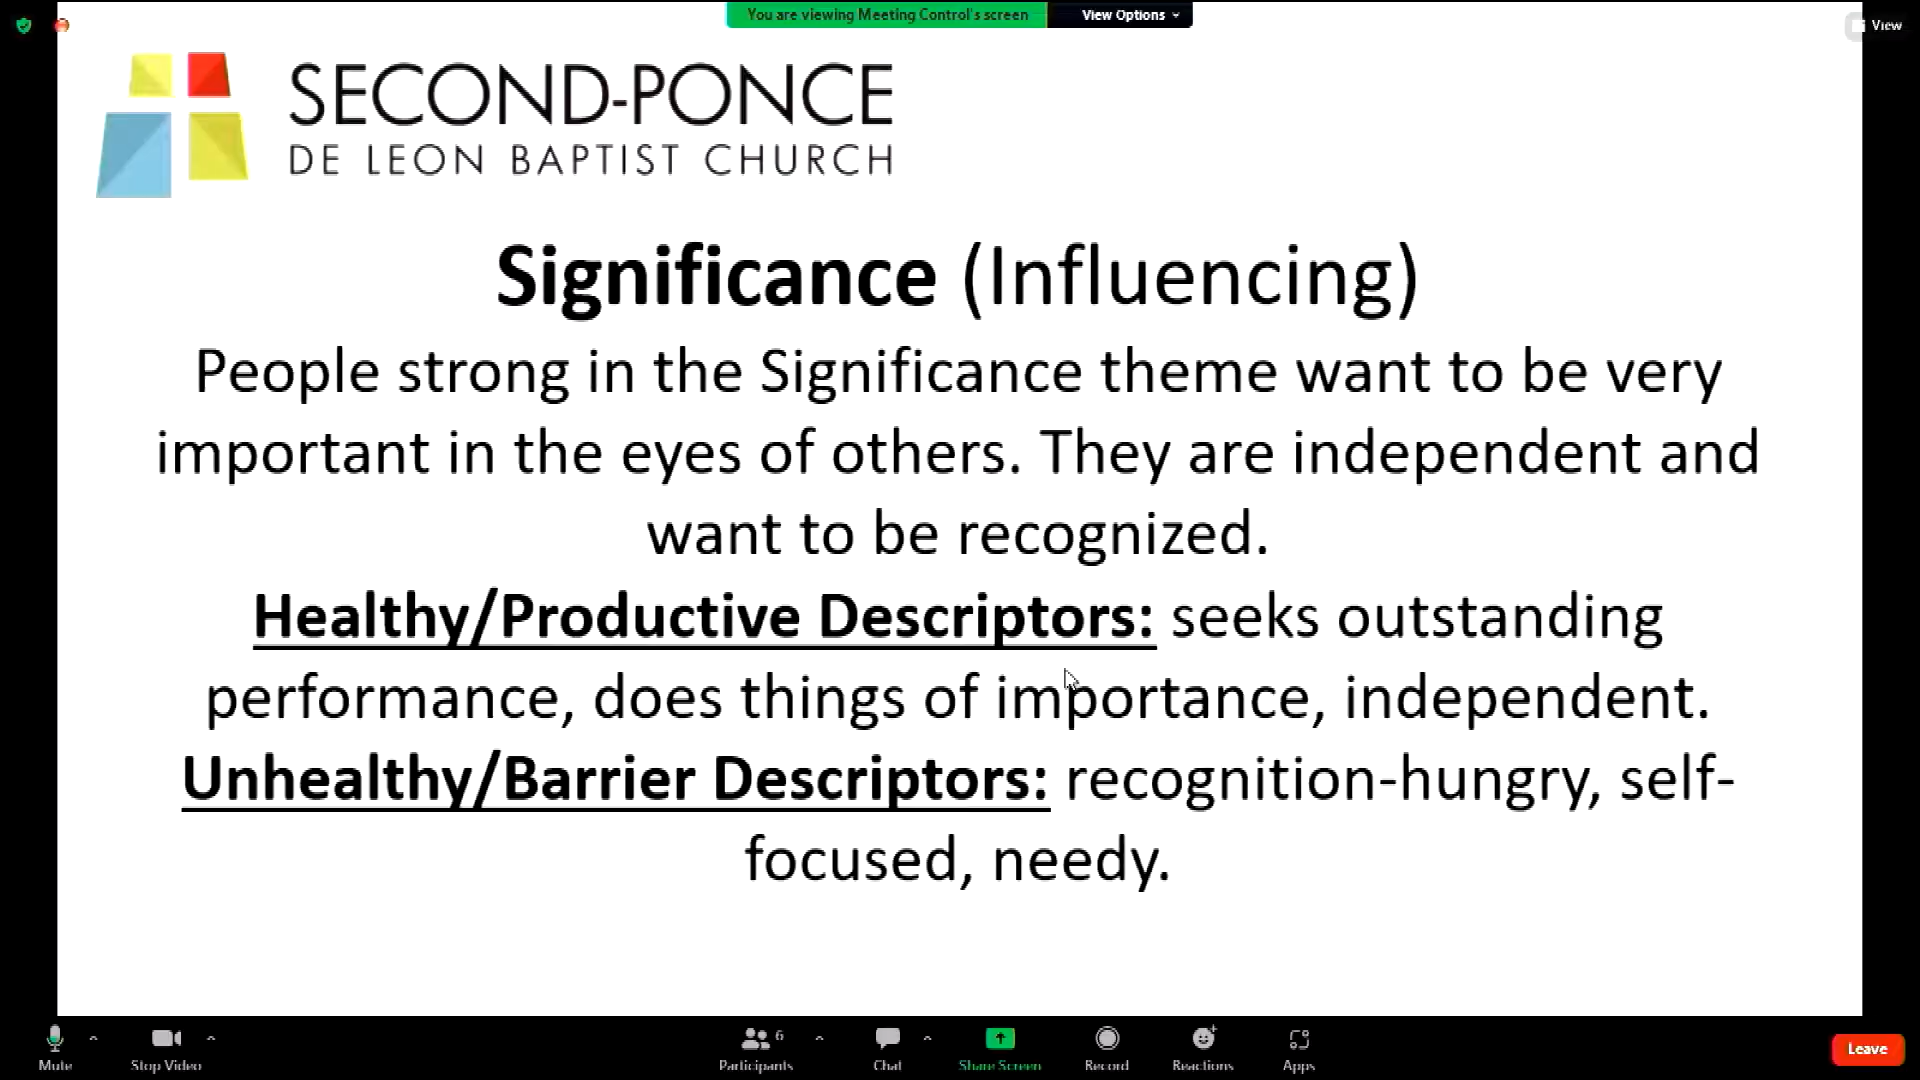 You are viewing Meeting Control's screen
View Options
View
SECOND-PONCE
DE LEON BAPTIST CHURCH
Significance (Influencing)
People strong in the Significance theme want to be very
important in the eyes of others. They are independent and
want to be recognized.
Healthy/Productive Descriptors: seeks outstanding
performance, does things of importance, independent.
Unhealthy/Barrier Descriptors: recognition-hungry, self-
focused, needy.
Mute
Stop Video
6
Participants
Chat
Share Screen
Record
Reactions
Apps
Leave